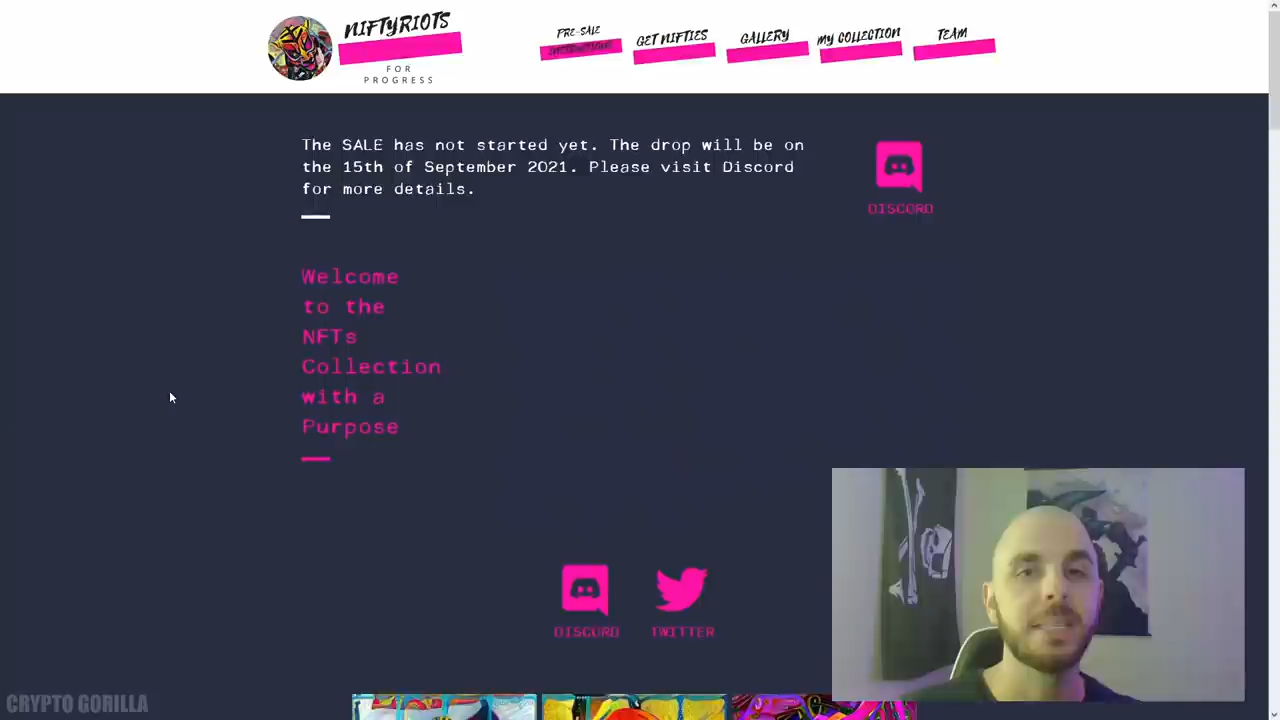 NIFTYRIOTS
FOR
PROGRESS
PRE-SALE
GET NIFTIES
GALLERY
MY COLLECTION
TEAM
The SALE has not started yet. The drop will be on
the 15th of September 2021. Please visit Discord
for more details.
DISCORD
Welcome
to the
NFTs
Collection
with a
Purpose
DISCORD
TWITTER
CRYPTO GORILLA